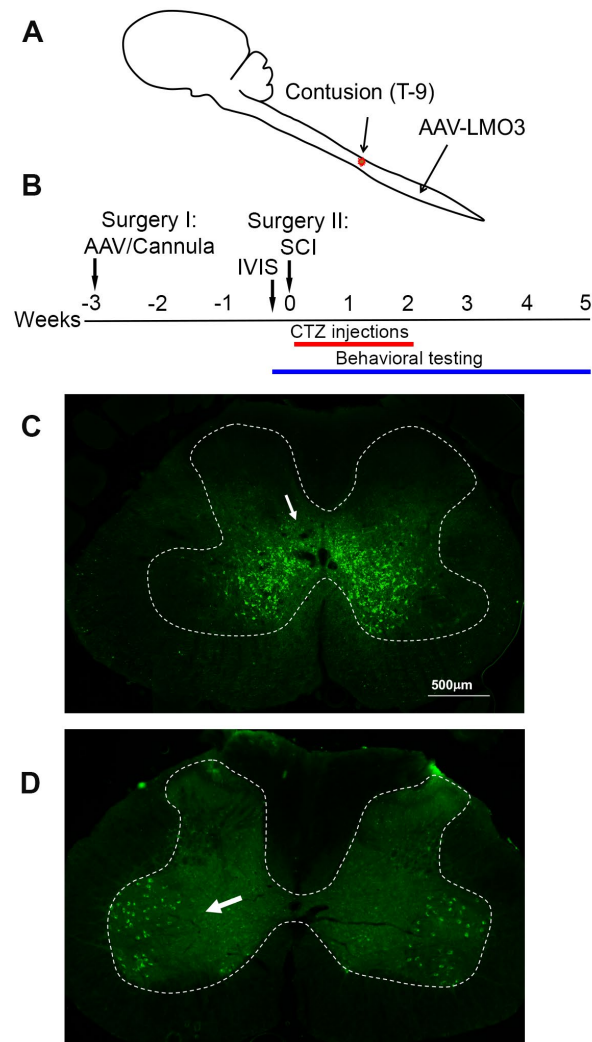 A
Contusion (T-9)
AAV-LMO3
B
Surgery I:
AAV/Cannula
Surgery II:
SCI
IVIS
-3 -2 -1 0 1 2 3 4 5
Weeks
CTZ injections
Behavioral testing
C
500µm
D